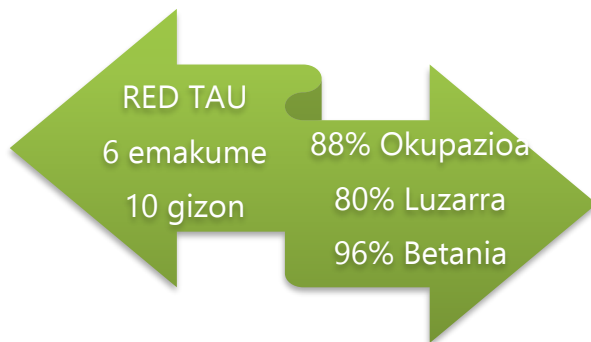 RED TAU
6 emakume
10 gizon
88% Okupazioa
80% Luzarra
96% Betania